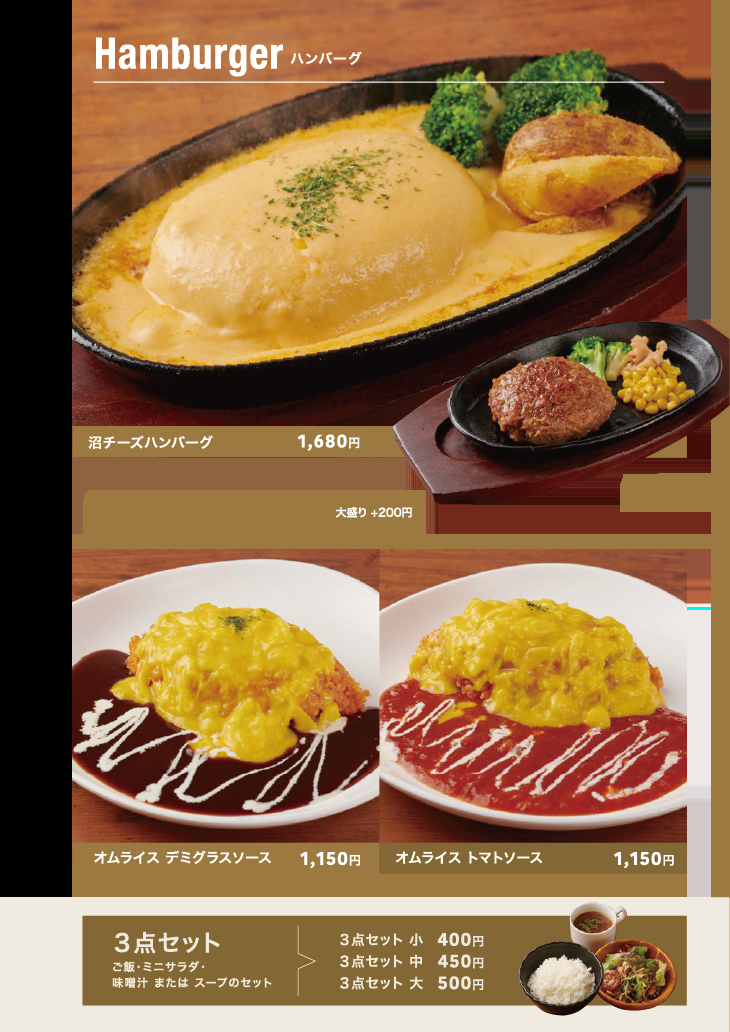 Hamburger ハンバーグ
沼チーズハンバーグ 1,680円
大盛り +200円
オムライス デミグラスソース 1,150円
オムライス トマトソース 1,150円
3点セット
ご飯・ミニサラダ・
味噌汁 または スープのセット
3点セット 小 400円
3点セット 中 450円
3点セット 大 500円